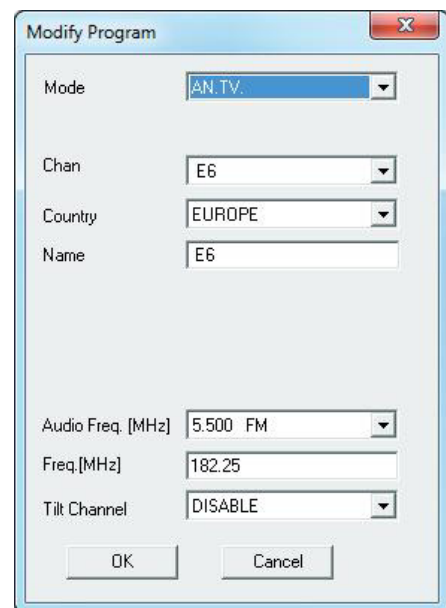 Modify Program
Mode AN.TV.
Chan E6
Country EUROPE
Name E6
Audio Freq. [MHz] 5.500 FM
Freq.[MHz] 182.25
Tilt Channel DISABLE
OK Cancel